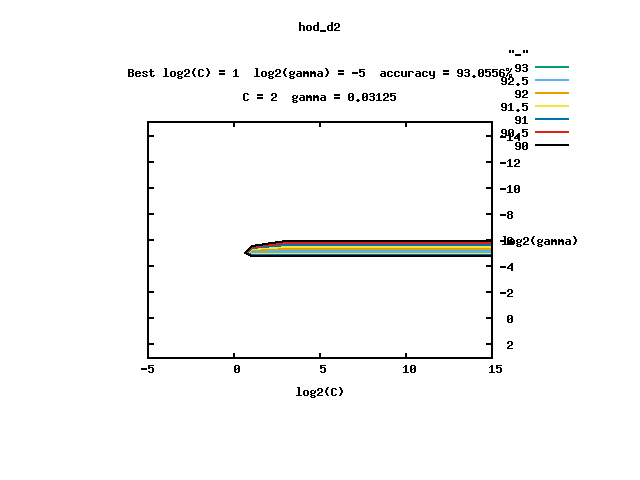 hod_d2
"_"
Best log2(C) = 1  log2(gamma) = -5  accuracy = 93.0556%
C = 2  gamma = 0.03125
93
92.5
92
91.5
91
90.5
90
-14
-12
-10
-8
-6
log2(gamma)
-4
-2
0
2
-5 0 5 10 15
log2(C)